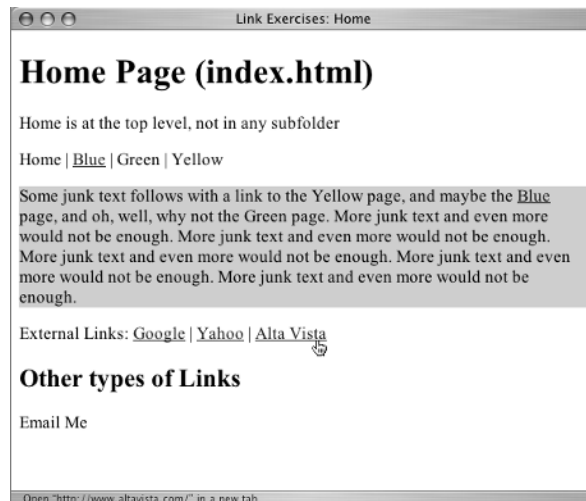 Link Exercises: Home
Home Page (index.html)
Home is at the top level, not in any subfolder
Home | Blue | Green | Yellow
Some junk text follows with a link to the Yellow page, and maybe the Blue
page, and oh, well, why not the Green page. More junk text and even more
would not be enough. More junk text and even more would not be enough.
More junk text and even more would not be enough. More junk text and even
more would not be enough. More junk text and even more would not be
enough.
External Links: Google | Yahoo | Alta Vista
Other types of Links
Email Me
Open "http://www.altavista.com/" in a new tab